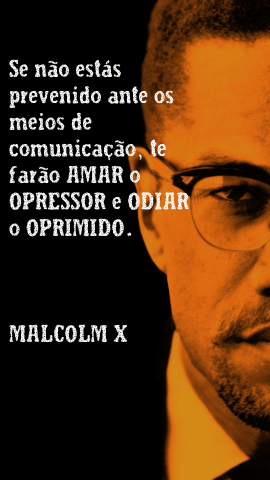 Se não estás
prevenido ante os
meios de
comunicação, te
farão AMAR o
OPRESSOR e ODIAR
o OPRIMIDO.
MALCOLM X